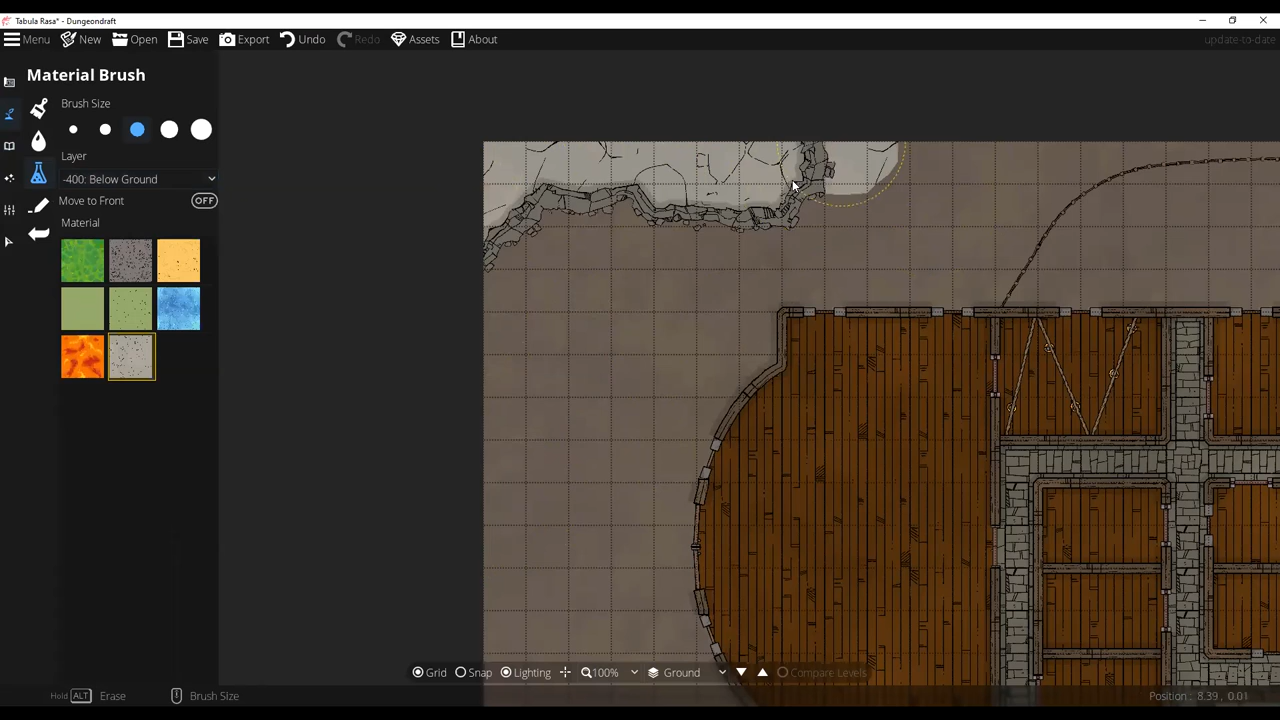 Tabula Rasa* - Dungeondraft
Menu New Open Save Export Undo Redo Assets About update-to-date
Material Brush
Brush Size
Layer
-400: Below Ground
Move to Front OFF
Material
Grid Snap Lighting 100% Ground Compare Levels
Hold ALT Erase Brush Size Position : 8.39, 0.01